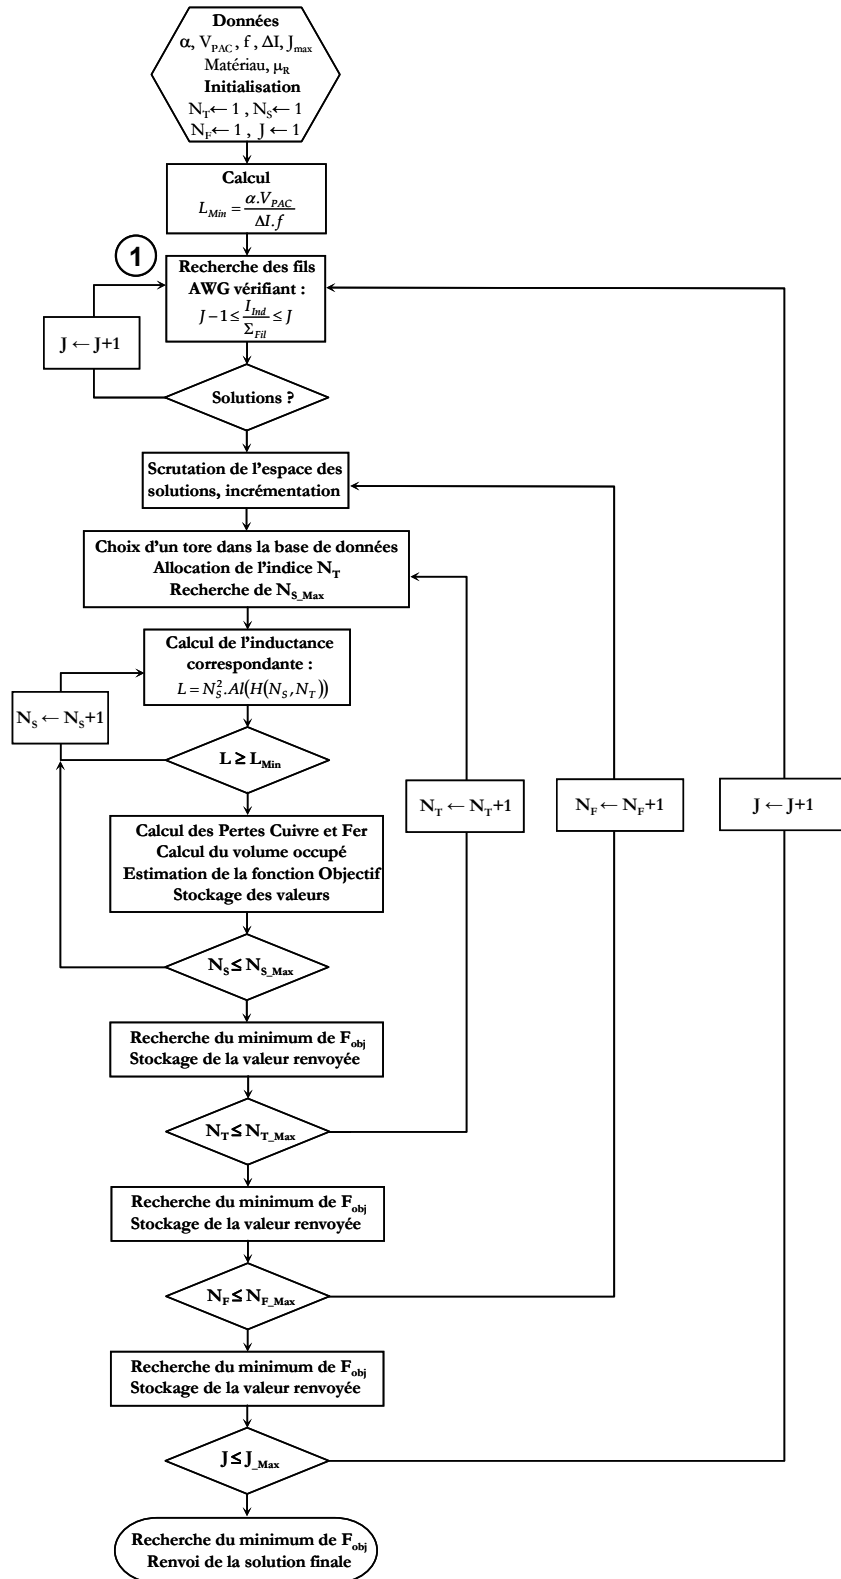 Données
α, V_PAC, f, ΔI, J_max
Matériau, μ_R
Initialisation
N_T← 1 , N_S← 1
N_F← 1 , J ← 1
Calcul
L_Min = α.V_PAC / ΔI.f
1
Recherche des fils
AWG vérifiant :
J − 1 ≤ I_Ind / Σ_Fil ≤ J
J ← J+1
Solutions ?
Scrutation de l'espace des
solutions, incrémentation
Choix d'un tore dans la base de données
Allocation de l'indice N_T
Recherche de N_S_Max
Calcul de l'inductance
correspondante :
L = N_S^2.Al(H(N_S, N_T))
N_S ← N_S+1
L ≥ L_Min
N_T ← N_T+1
N_F ← N_F+1
J ← J+1
Calcul des Pertes Cuivre et Fer
Calcul du volume occupé
Estimation de la fonction Objectif
Stockage des valeurs
N_S ≤ N_S_Max
Recherche du minimum de F_obj
Stockage de la valeur renvoyée
N_T ≤ N_T_Max
Recherche du minimum de F_obj
Stockage de la valeur renvoyée
N_F ≤ N_F_Max
Recherche du minimum de F_obj
Stockage de la valeur renvoyée
J ≤ J_Max
Recherche du minimum de F_obj
Renvoi de la solution finale